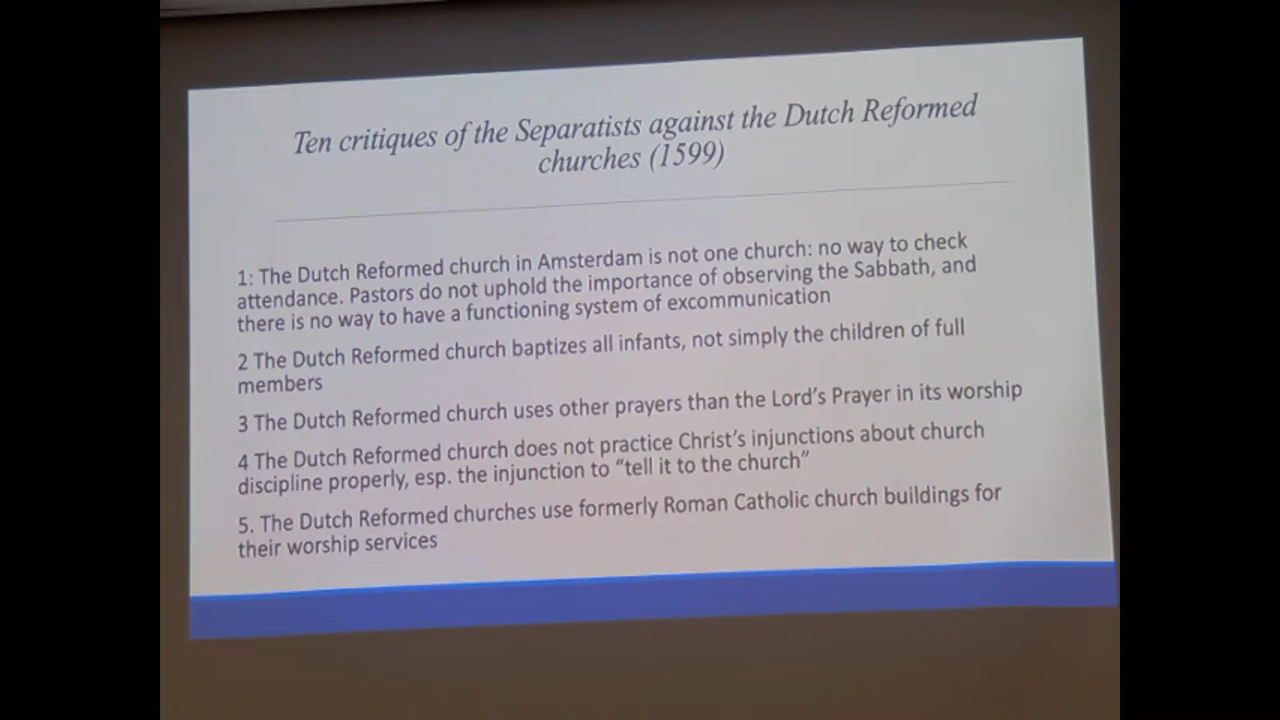 Ten critiques of the Separatists against the Dutch Reformed
churches (1599)
1: The Dutch Reformed church in Amsterdam is not one church: no way to check
attendance. Pastors do not uphold the importance of observing the Sabbath, and
there is no way to have a functioning system of excommunication
2 The Dutch Reformed church baptizes all infants, not simply the children of full
members
3 The Dutch Reformed church uses other prayers than the Lord’s Prayer in its worship
4 The Dutch Reformed church does not practice Christ’s injunctions about church
discipline properly, esp. the injunction to “tell it to the church”
5. The Dutch Reformed churches use formerly Roman Catholic church buildings for
their worship services